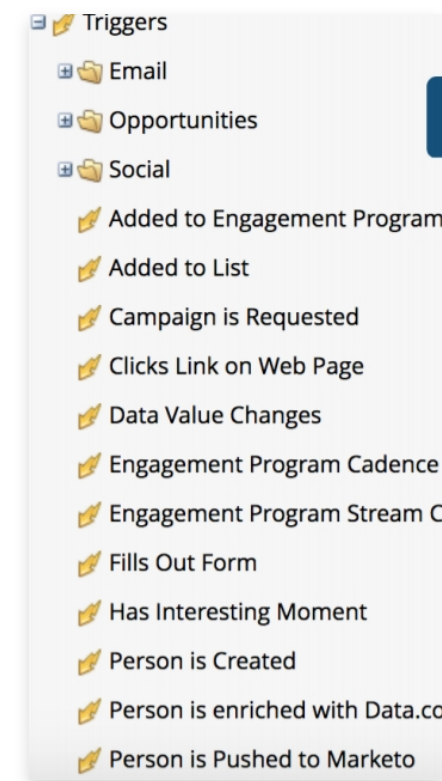 Triggers
Email
Opportunities
Social
Added to Engagement Program
Added to List
Campaign is Requested
Clicks Link on Web Page
Data Value Changes
Engagement Program Cadence
Engagement Program Stream C
Fills Out Form
Has Interesting Moment
Person is Created
Person is enriched with Data.co
Person is Pushed to Marketo